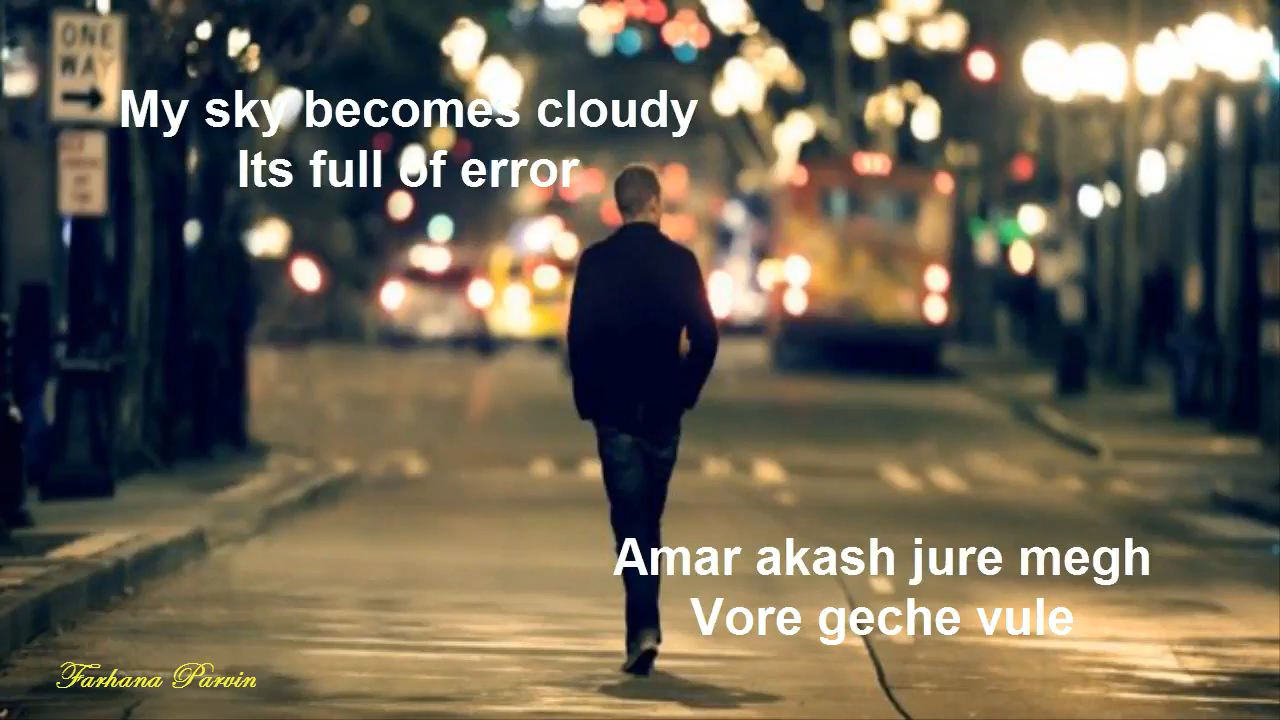 ONE
WAY
My sky becomes cloudy
Its full of error
Amar akash jure megh
Vore geche vule
Farhana Parvin